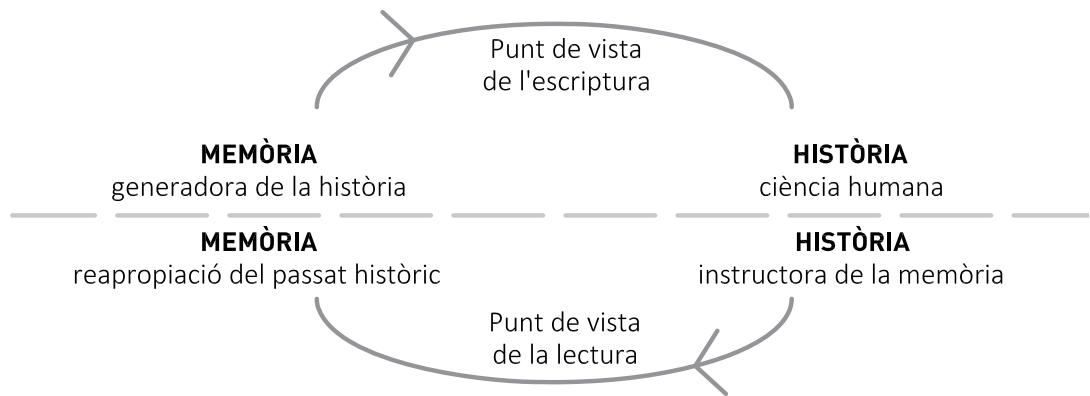 Punt de vista
de l'escriptura
MEMÒRIA
generadora de la història
HISTÒRIA
ciència humana
MEMÒRIA
reapropiació del passat històric
HISTÒRIA
instructora de la memòria
Punt de vista
de la lectura